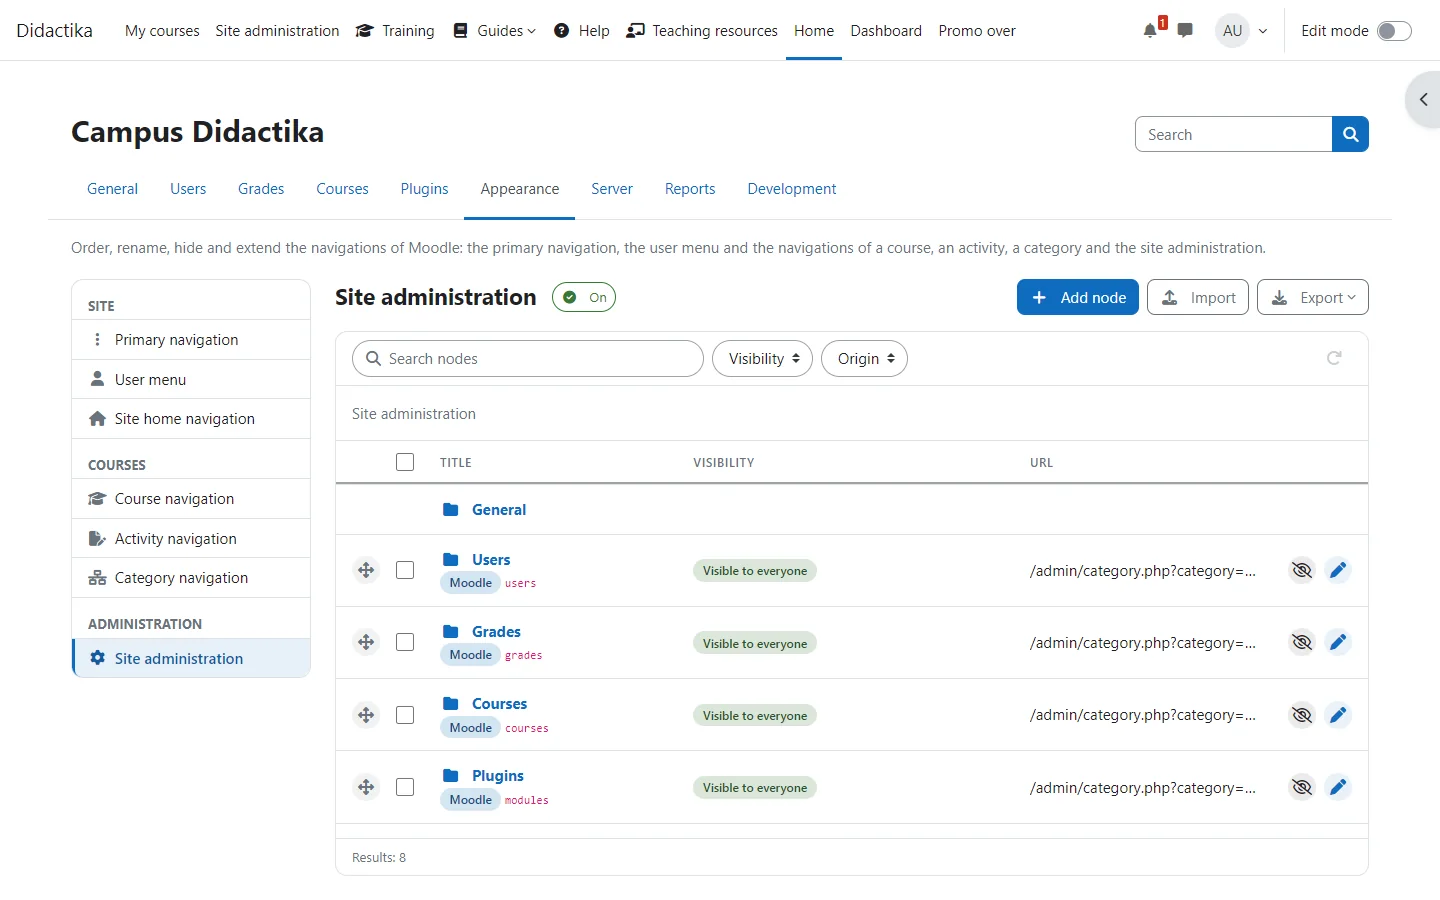 Didactika
My courses
Site administration
Training
Guides
Help
Teaching resources
Home
Dashboard
Promo over
1
AU
Edit mode
Campus Didactika
Search
General
Users
Grades
Courses
Plugins
Appearance
Server
Reports
Development
Order, rename, hide and extend the navigations of Moodle: the primary navigation, the user menu and the navigations of a course, an activity, a category and the site administration.
SITE
Primary navigation
User menu
Site home navigation
COURSES
Course navigation
Activity navigation
Category navigation
ADMINISTRATION
Site administration
Site administration
On
Add node
Import
Export
Search nodes
Visibility
Origin
Site administration
TITLE
VISIBILITY
URL
General
Users
Moodle users
Visible to everyone
/admin/category.php?category=...
Grades
Moodle grades
Visible to everyone
/admin/category.php?category=...
Courses
Moodle courses
Visible to everyone
/admin/category.php?category=...
Plugins
Moodle modules
Visible to everyone
/admin/category.php?category=...
Results: 8